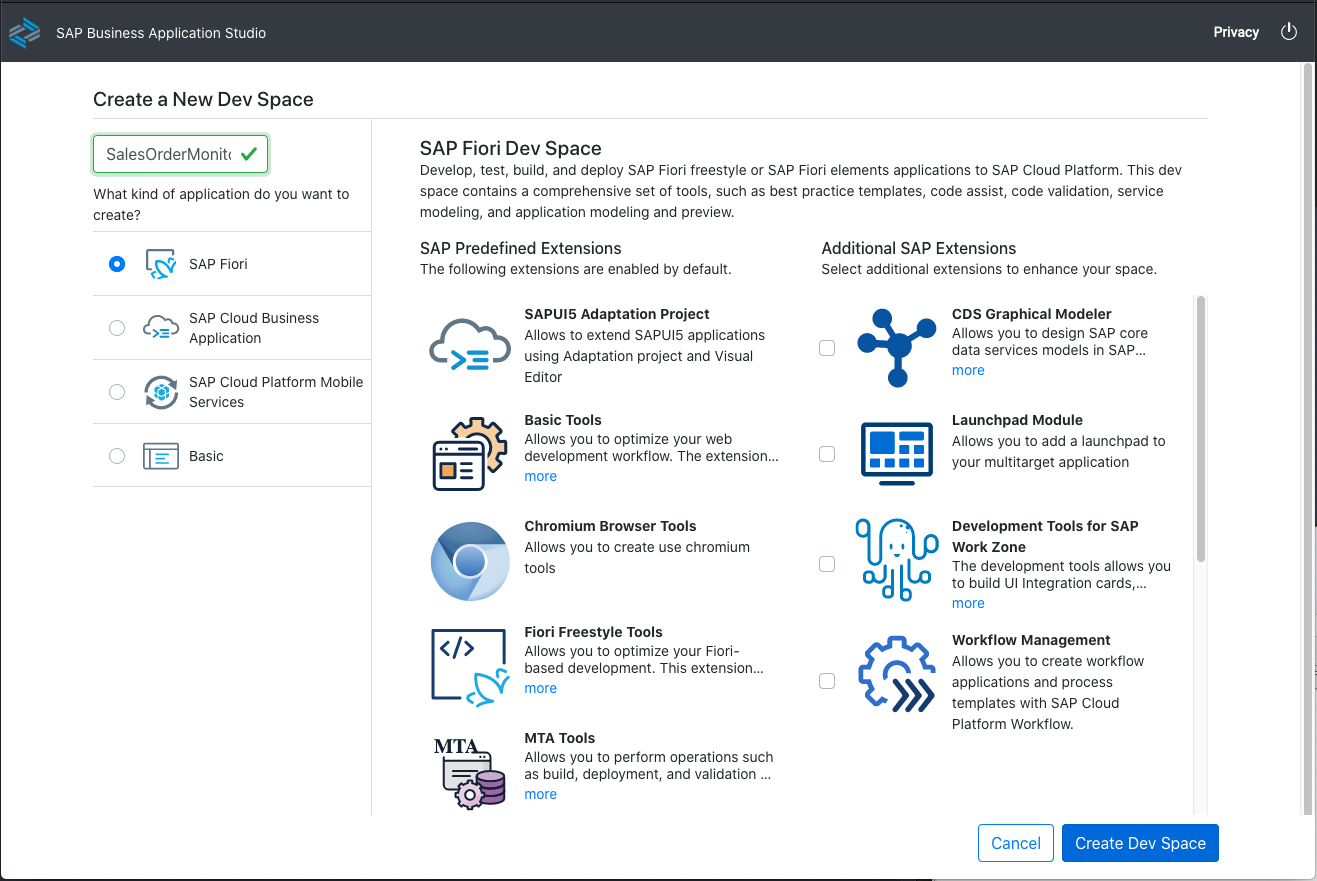 SAP Business Application Studio
Privacy
Create a New Dev Space
SalesOrderMonito
What kind of application do you want to
create?
SAP Fiori
SAP Cloud Business
Application
SAP Cloud Platform Mobile
Services
Basic
SAP Fiori Dev Space
Develop, test, build, and deploy SAP Fiori freestyle or SAP Fiori elements applications to SAP Cloud Platform. This dev
space contains a comprehensive set of tools, such as best practice templates, code assist, code validation, service
modeling, and application modeling and preview.
SAP Predefined Extensions
The following extensions are enabled by default.
SAPUI5 Adaptation Project
Allows to extend SAPUI5 applications
using Adaptation project and Visual
Editor
Basic Tools
Allows you to optimize your web
development workflow. The extension...
more
Chromium Browser Tools
Allows you to create use chromium
tools
Fiori Freestyle Tools
Allows you to optimize your Fiori-
based development. This extension...
more
MTA
MTA Tools
Allows you to perform operations such
as build, deployment, and validation ...
more
Additional SAP Extensions
Select additional extensions to enhance your space.
CDS Graphical Modeler
Allows you to design SAP core
data services models in SAP...
more
Launchpad Module
Allows you to add a launchpad to
your multitarget application
Development Tools for SAP
Work Zone
The development tools allows you
to build UI Integration cards,...
more
Workflow Management
Allows you to create workflow
applications and process
templates with SAP Cloud
Platform Workflow.
Cancel
Create Dev Space